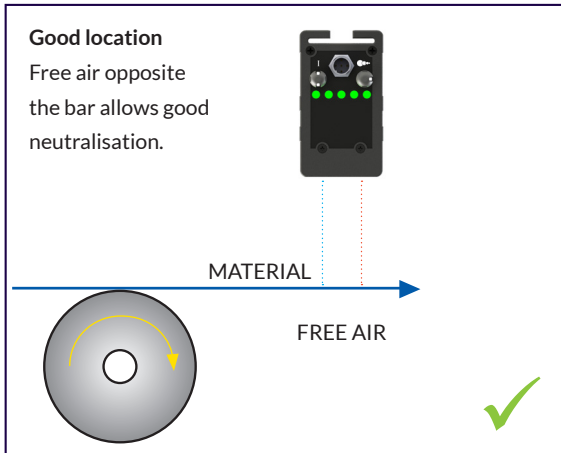 Good location
Free air opposite
the bar allows good
neutralisation.
MATERIAL
FREE AIR